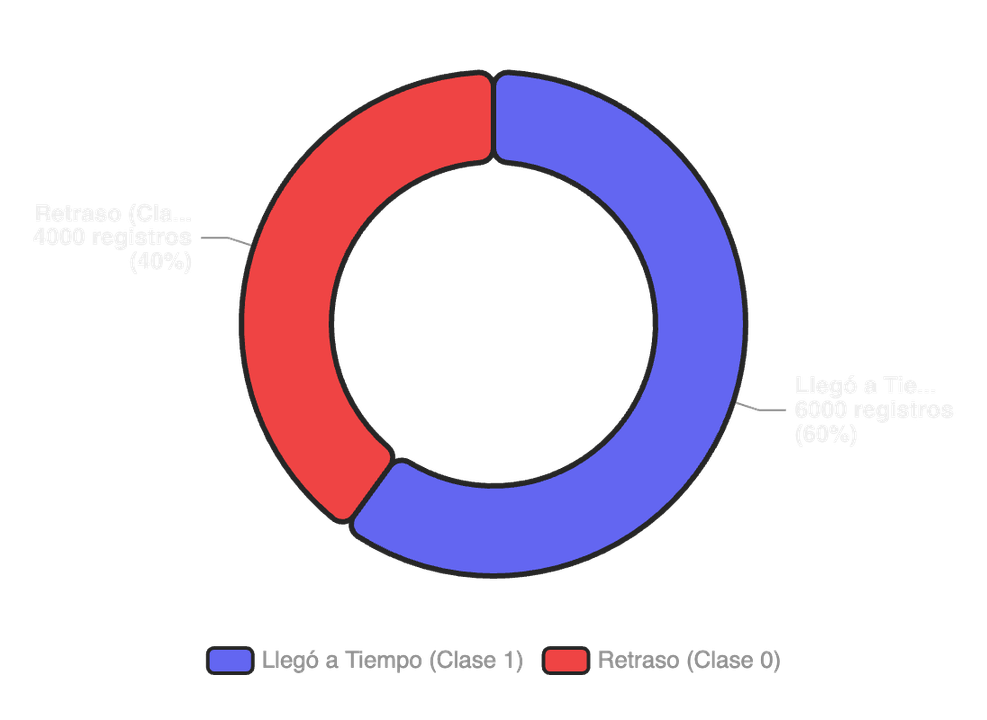 Retraso (Cla...
4000 registros
(40%)
Llegó a Tie...
6000 registros
(60%)
Llegó a Tiempo (Clase 1)
Retraso (Clase 0)